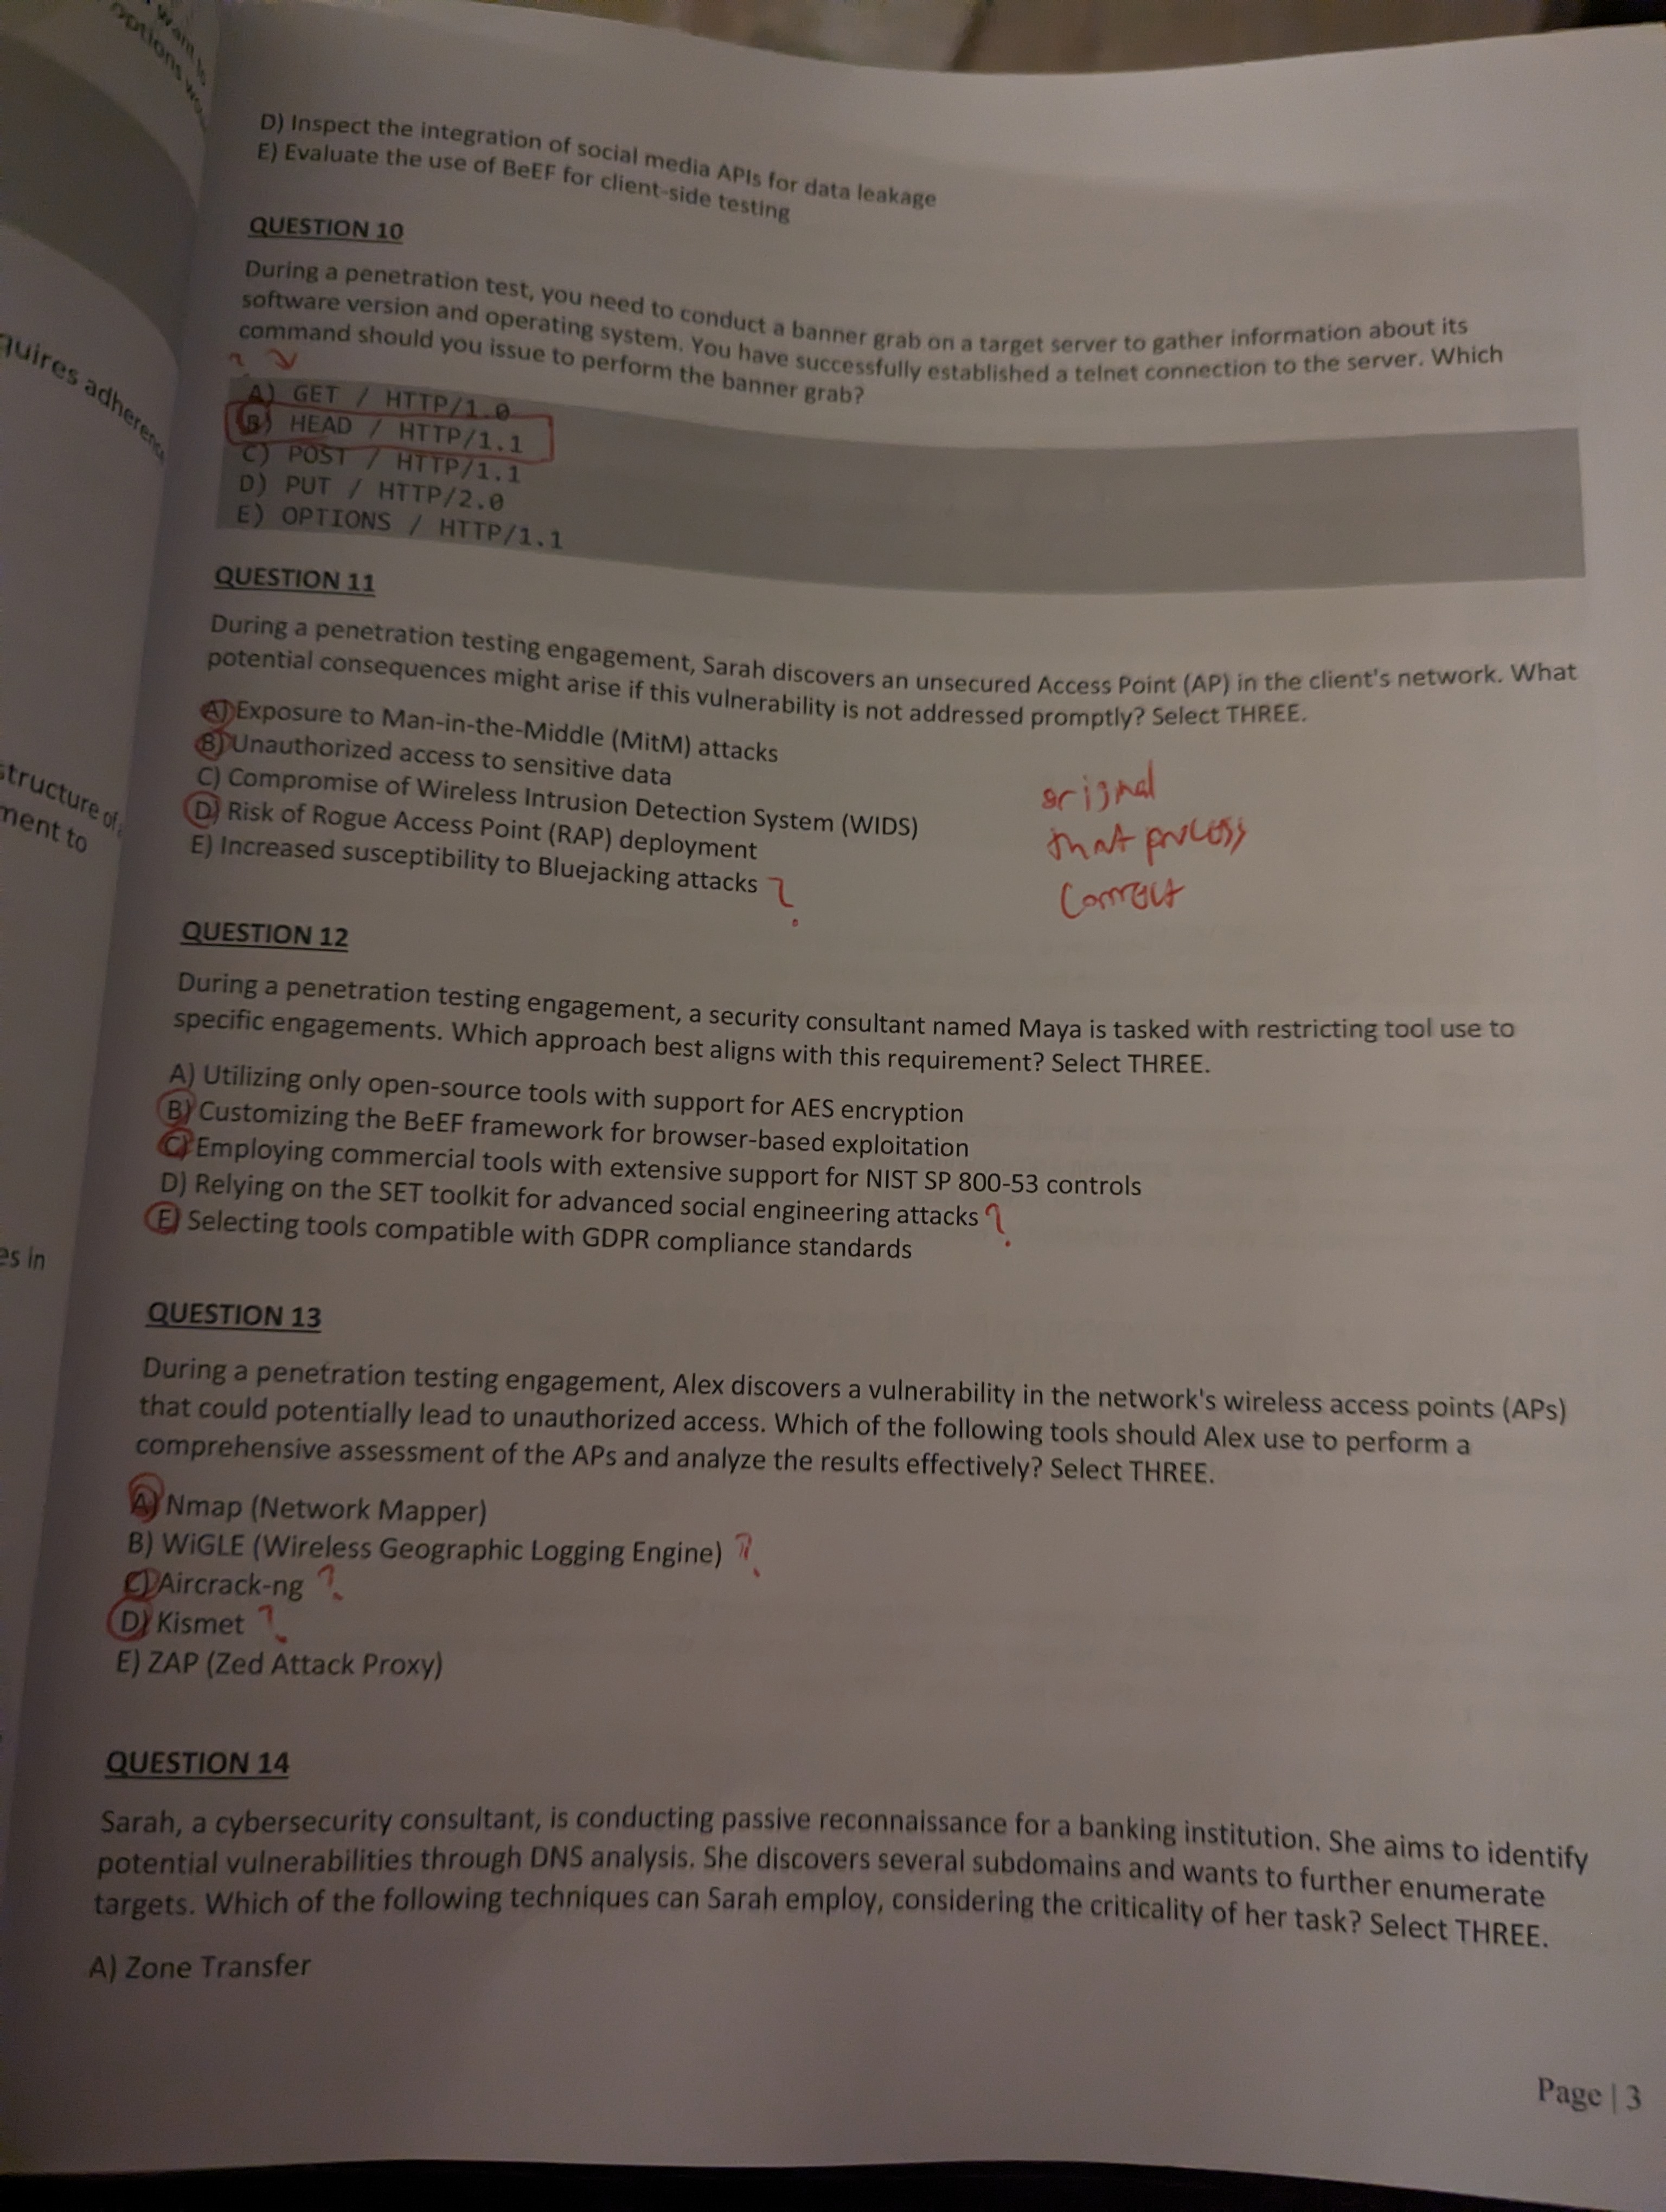 want to
options wo
quires adherenc
structure of a
ment to
es in
D) Inspect the integration of social media APIs for data leakage
E) Evaluate the use of BeEF for client-side testing
QUESTION 10
During a penetration test, you need to conduct a banner grab on a target server to gather information about its
software version and operating system. You have successfully established a telnet connection to the server. Which
command should you issue to perform the banner grab?
A) GET / HTTP/1.0
B) HEAD / HTTP/1.1
C) POST / HTTP/1.1
D) PUT / HTTP/2.0
E) OPTIONS / HTTP/1.1
QUESTION 11
During a penetration testing engagement, Sarah discovers an unsecured Access Point (AP) in the client's network. What
potential consequences might arise if this vulnerability is not addressed promptly? Select THREE.
A) Exposure to Man-in-the-Middle (MitM) attacks
B) Unauthorized access to sensitive data
C) Compromise of Wireless Intrusion Detection System (WIDS)
D) Risk of Rogue Access Point (RAP) deployment
E) Increased susceptibility to Bluejacking attacks ?
original
that process
Correct
QUESTION 12
During a penetration testing engagement, a security consultant named Maya is tasked with restricting tool use to
specific engagements. Which approach best aligns with this requirement? Select THREE.
A) Utilizing only open-source tools with support for AES encryption
B) Customizing the BeEF framework for browser-based exploitation
C) Employing commercial tools with extensive support for NIST SP 800-53 controls
D) Relying on the SET toolkit for advanced social engineering attacks ?
E) Selecting tools compatible with GDPR compliance standards
QUESTION 13
During a penetration testing engagement, Alex discovers a vulnerability in the network's wireless access points (APs)
that could potentially lead to unauthorized access. Which of the following tools should Alex use to perform a
comprehensive assessment of the APs and analyze the results effectively? Select THREE.
A) Nmap (Network Mapper)
B) WiGLE (Wireless Geographic Logging Engine) ?
C) Aircrack-ng ?
D) Kismet ?
E) ZAP (Zed Attack Proxy)
QUESTION 14
Sarah, a cybersecurity consultant, is conducting passive reconnaissance for a banking institution. She aims to identify
potential vulnerabilities through DNS analysis. She discovers several subdomains and wants to further enumerate
targets. Which of the following techniques can Sarah employ, considering the criticality of her task? Select THREE.
A) Zone Transfer
Page | 3